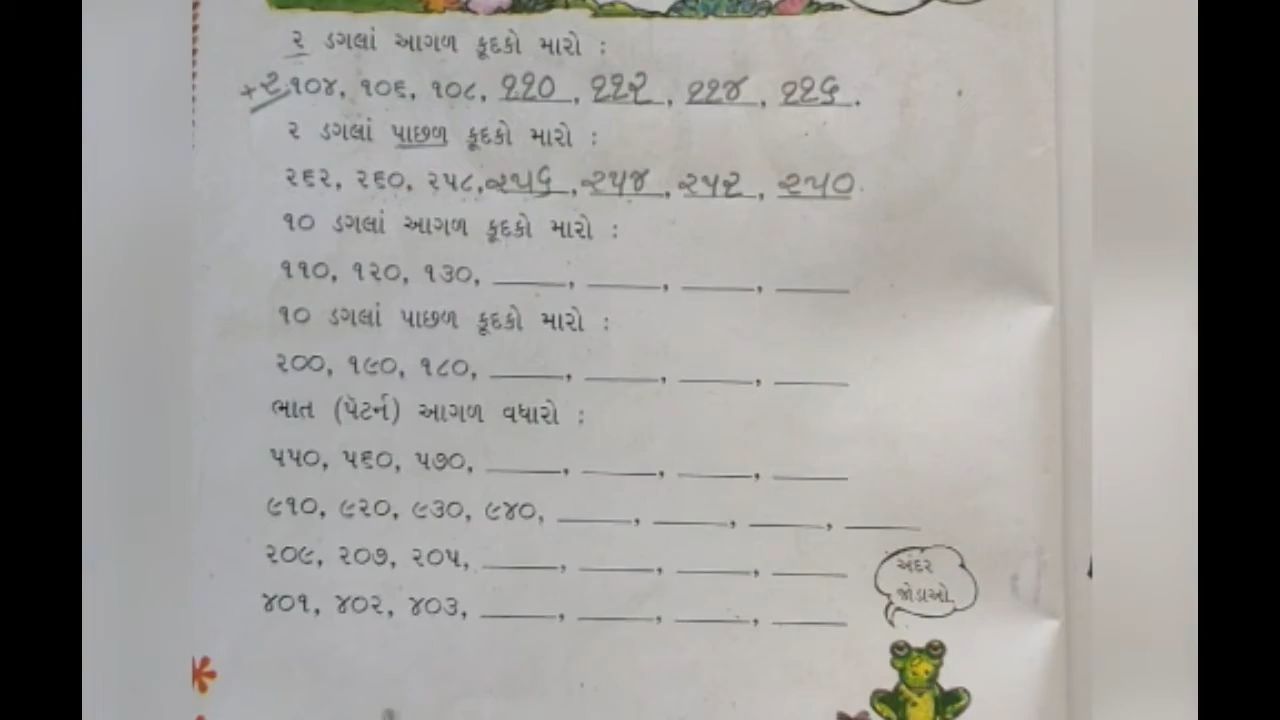 ૨ ડગલાં આગળ કૂદકો મારો :
+૨ ૧૦૪, ૧૦૬, ૧૦૮, ૧૧૦, ૧૧૨, ૧૧૪, ૧૧૬.
૨ ડગલાં પાછળ કૂદકો મારો :
૨૬૨, ૨૬૦, ૨૫૮, ૨૫૬, ૨૫૪, ૨૫૨, ૨૫૦.
૧૦ ડગલાં આગળ કૂદકો મારો :
૧૧૦, ૧૨૦, ૧૩૦, ____, ____, ____, ____
૧૦ ડગલાં પાછળ કૂદકો મારો :
૨૦૦, ૧૯૦, ૧૮૦, ____, ____, ____, ____
ભાત (પૅટર્ન) આગળ વધારો :
૫૫૦, ૫૬૦, ૫૭૦, ____, ____, ____, ____
૯૧૦, ૯૨૦, ૯૩૦, ૯૪૦, ____, ____, ____, ____
૨૦૯, ૨૦૭, ૨૦૫, ____, ____, ____, ____
૪૦૧, ૪૦૨, ૪૦૩, ____, ____, ____, ____
અંદર
જોડાઓ.